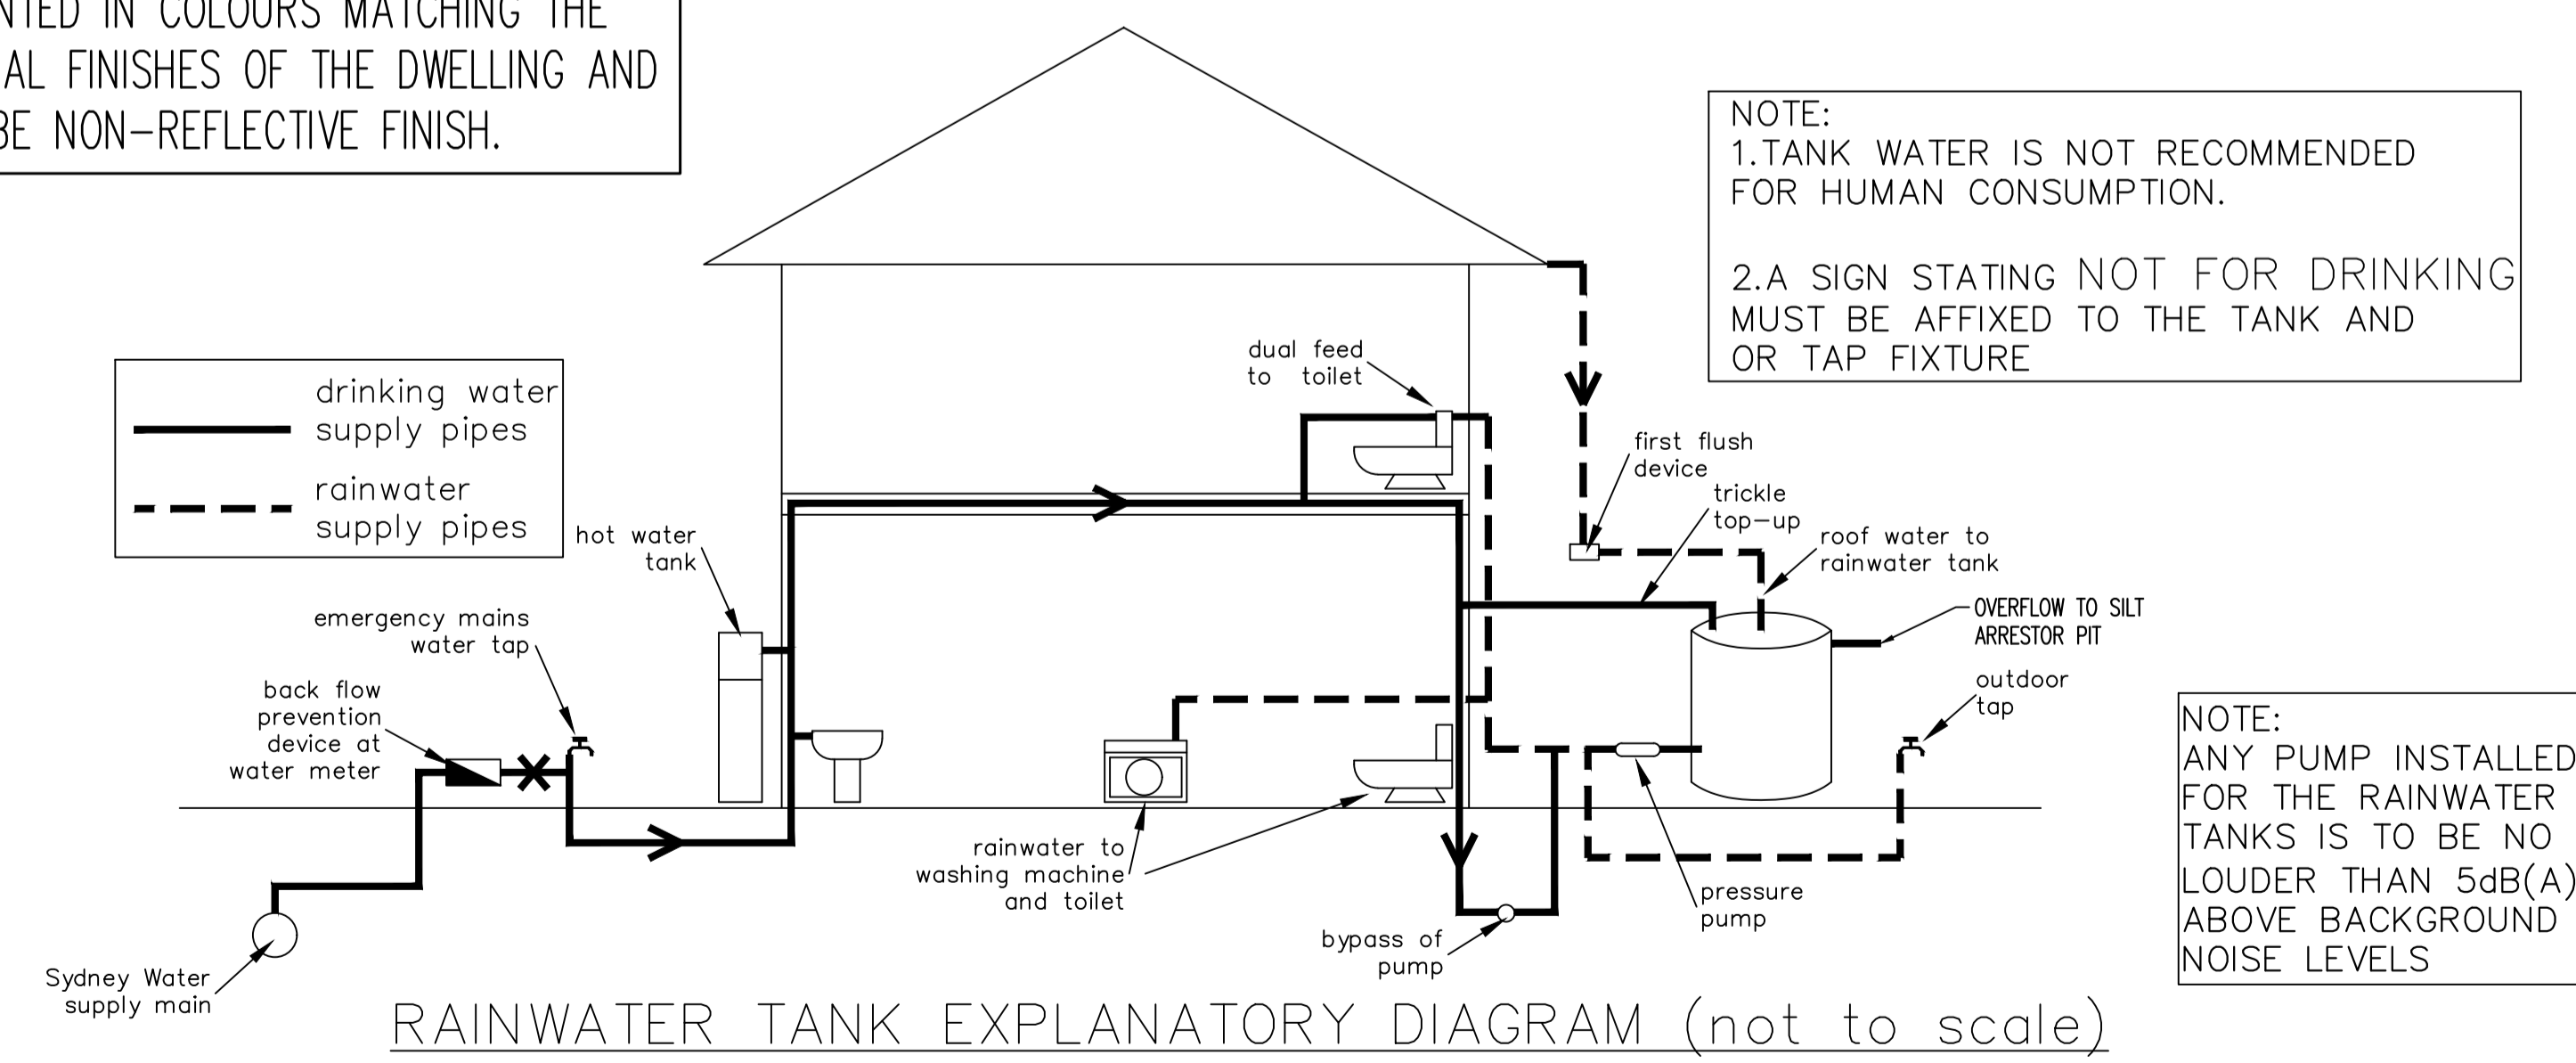 COLOURS MATCHING THE
FINISHES OF THE DWELLING AND
BE NON-REFLECTIVE FINISH.
NOTE:
1.TANK WATER IS NOT RECOMMENDED
FOR HUMAN CONSUMPTION.
2.A SIGN STATING NOT FOR DRINKING
MUST BE AFFIXED TO THE TANK AND
OR TAP FIXTURE
drinking water
supply pipes
rainwater
supply pipes
dual feed
to toilet
first flush
device
trickle
top-up
roof water to
rainwater tank
hot water
tank
OVERFLOW TO SILT
ARRESTOR PIT
emergency mains
water tap
outdoor
tap
back flow
prevention
device at
water meter
NOTE:
ANY PUMP INSTALLED
FOR THE RAINWATER
TANKS IS TO BE NO
LOUDER THAN 5dB(A)
ABOVE BACKGROUND
NOISE LEVELS
rainwater to
washing machine
and toilet
pressure
pump
bypass of
pump
Sydney Water
supply main
RAINWATER TANK EXPLANATORY DIAGRAM (not to scale)